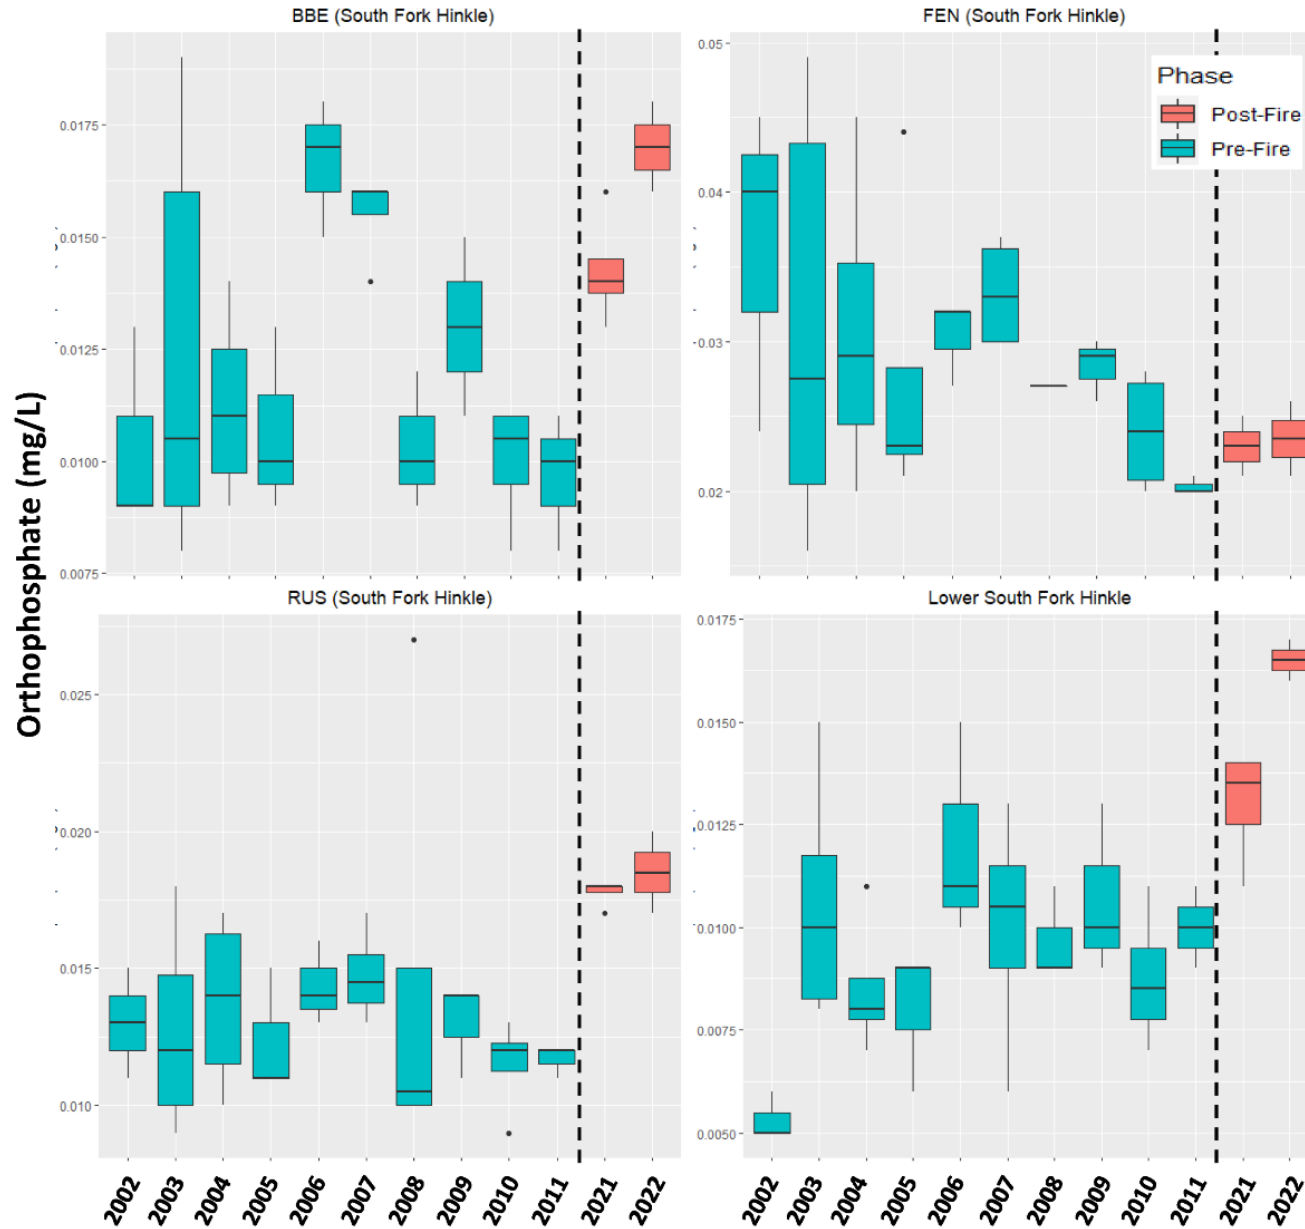 BBE (South Fork Hinkle)
FEN (South Fork Hinkle)
Orthophosphate (mg/L)
0.0175
0.0150
0.0125
0.0100
0.0075
0.05
0.04
0.03
0.02
Phase
Post-Fire
Pre-Fire
RUS (South Fork Hinkle)
Lower South Fork Hinkle
0.025
0.020
0.015
0.010
0.0175
0.0150
0.0125
0.0100
0.0075
0.0050
2002 2003 2004 2005 2006 2007 2008 2009 2010 2011 2021 2022
2002 2003 2004 2005 2006 2007 2008 2009 2010 2011 2021 2022